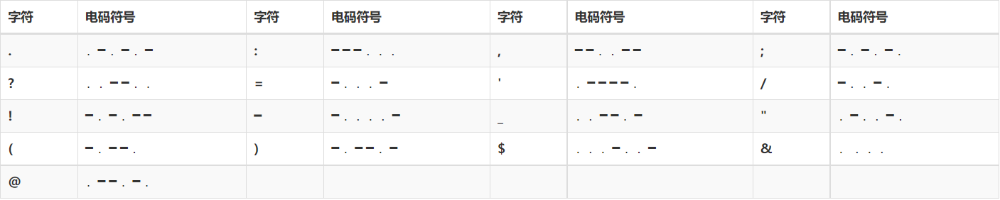 字符 电码符号 字符 电码符号 字符 电码符号 字符 电码符号
. . ━ . ━ . ━ : ━ ━ ━ . . . , ━ ━ . . ━ ━ ; ━ . ━ . ━ .
? . . ━ ━ . . = ━ . . . ━ ' . ━ ━ ━ ━ . / ━ . . ━ .
! ━ . ━ . ━ ━ ━ ━ . . . . ━ _ . . ━ ━ . ━ " . ━ . . ━ .
( ━ . ━ ━ . ) ━ . ━ ━ . ━ $ . . . ━ . . ━ & . . . .
@ . ━ ━ . ━ .